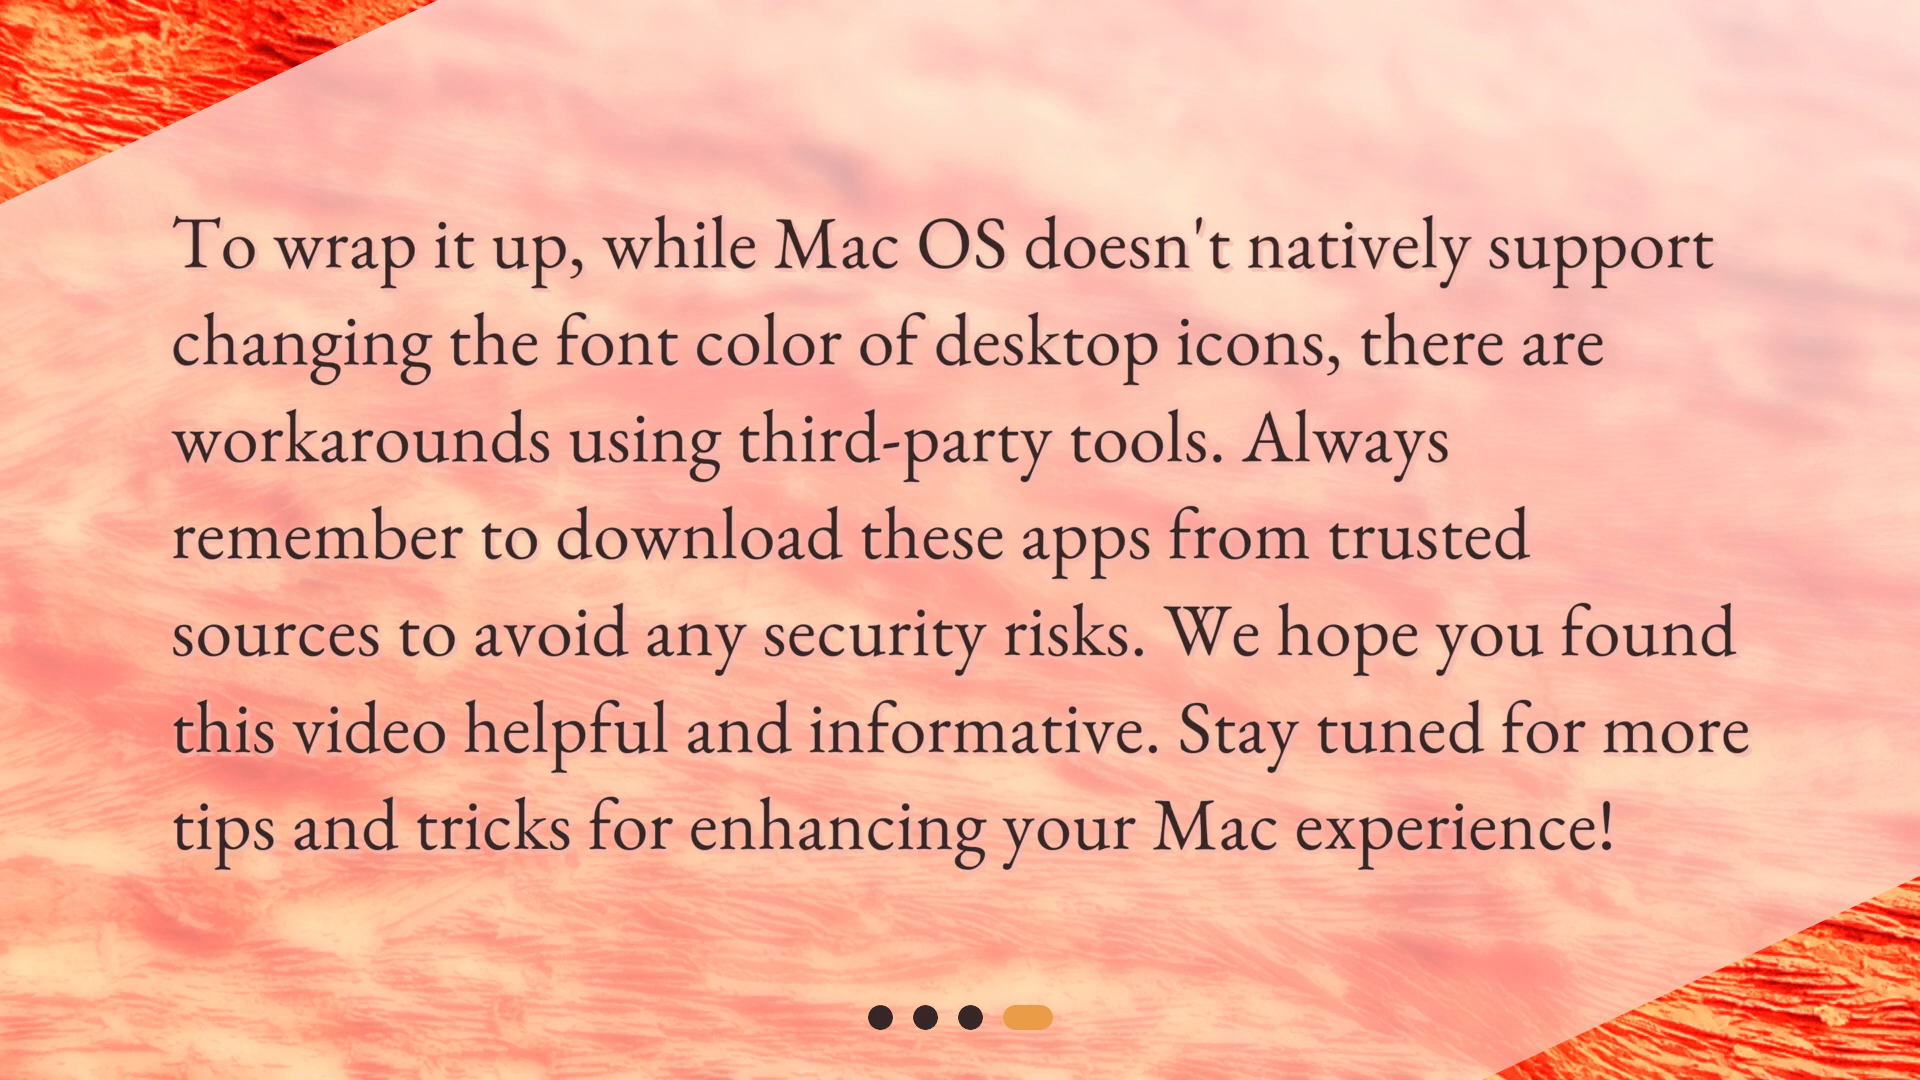 To wrap it up, while Mac OS doesn't natively support
changing the font color of desktop icons, there are
workarounds using third-party tools. Always
remember to download these apps from trusted
sources to avoid any security risks. We hope you found
this video helpful and informative. Stay tuned for more
tips and tricks for enhancing your Mac experience!